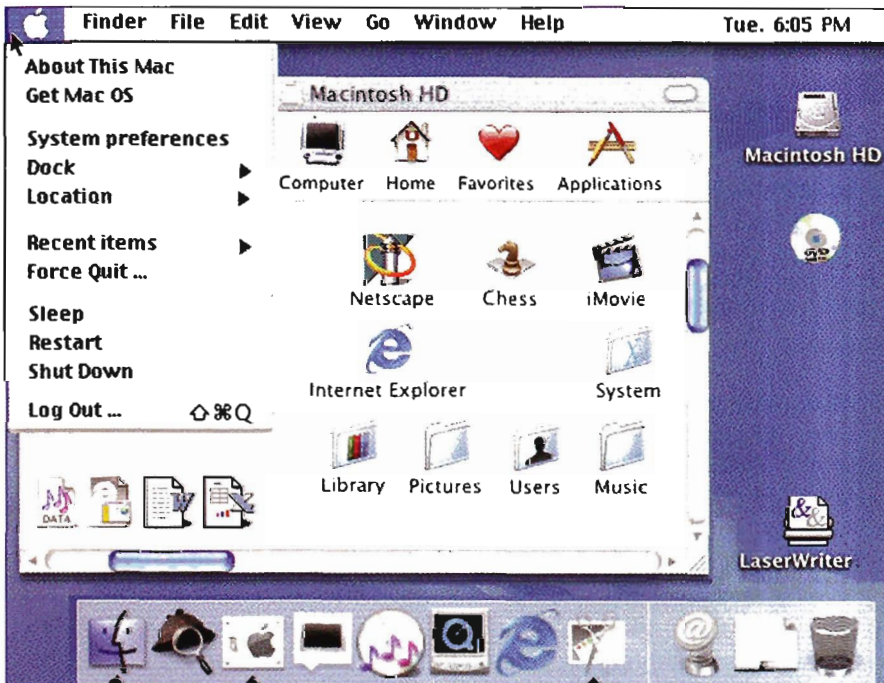 Finder File Edit View Go Window Help Tue. 6:05 PM
About This Mac
Get Mac OS
System preferences
Dock
Location
Recent items
Force Quit ...
Sleep
Restart
Shut Down
Log Out ... ⇧⌘Q
Macintosh HD
Computer Home Favorites Applications
Netscape Chess iMovie
Internet Explorer System
Library Pictures Users Music
DATA
Macintosh HD
LaserWriter